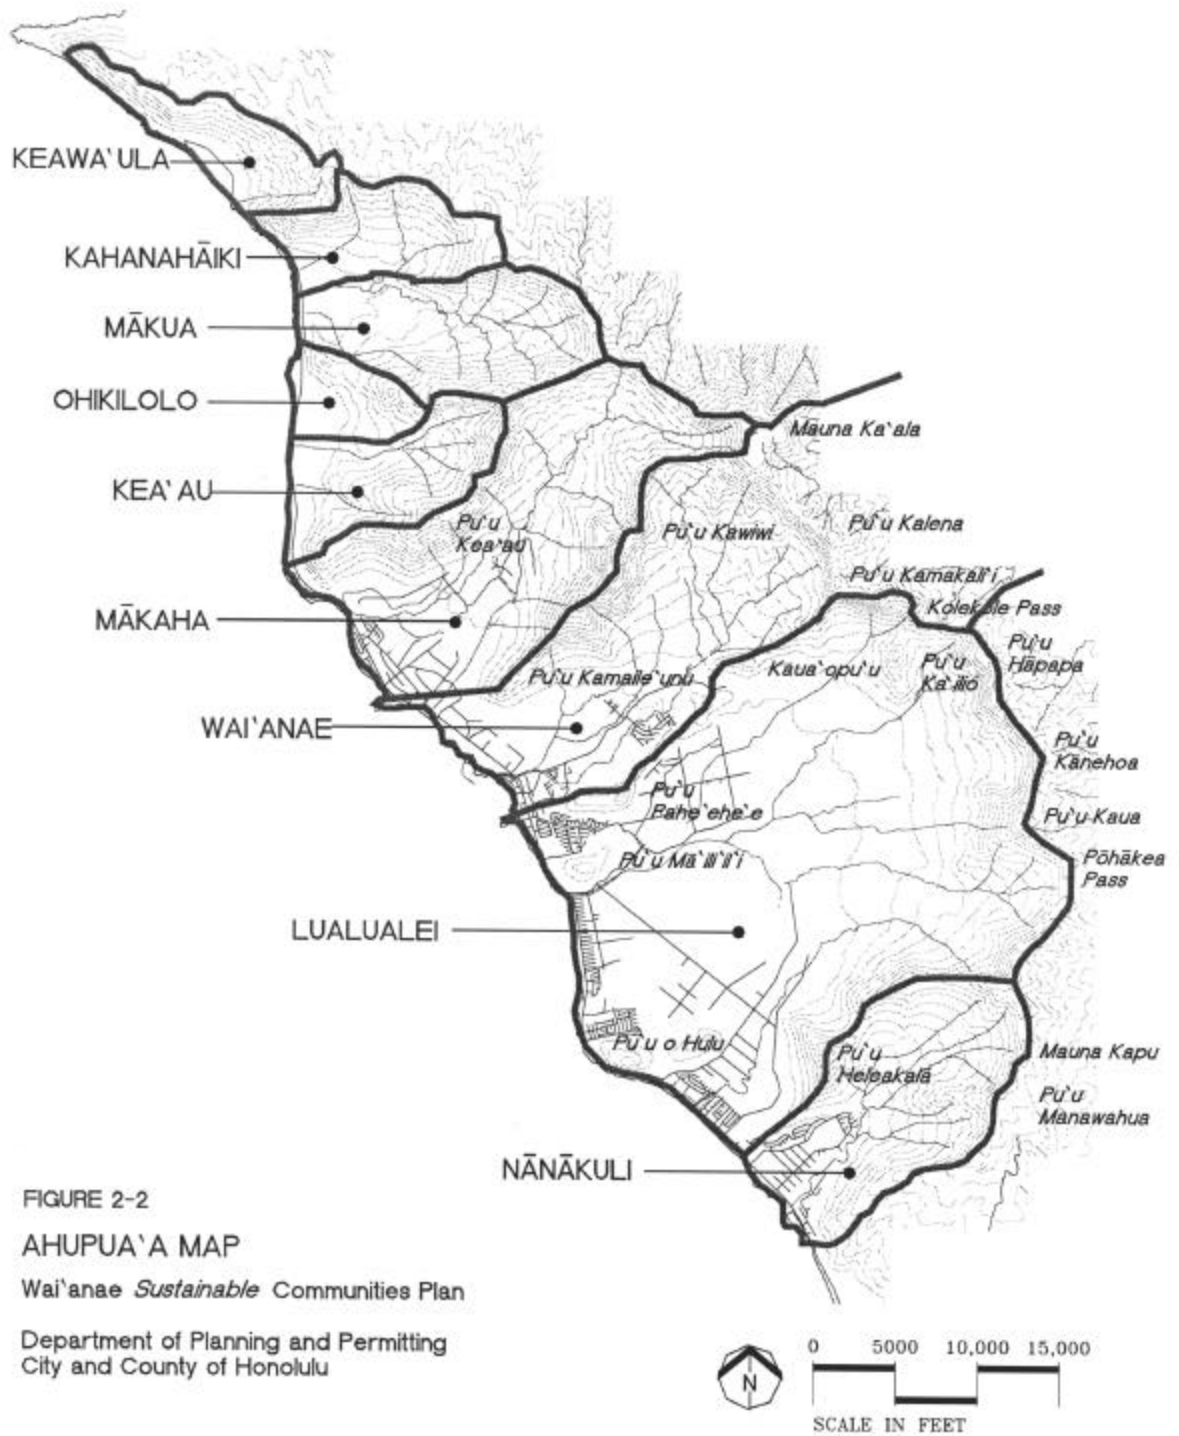 KEAWA`ULA
KAHANAHĀIKI
MĀKUA
OHIKILOLO
KEA`AU
MĀKAHA
WAI`ANAE
LUALUALEI
NĀNĀKULI
Mauna Ka`ala
Pu`u
Kea`au
Pu`u Kawiwi
Pu`u Kalena
Pu`u Kamakali`i
Kolekole Pass
Pu`u
Hāpapa
Pu`u Kamaile`unu
Kaua`opu`u
Pu`u
Ka`ilio
Pu`u
Kānehoa
Pu`u
Pahe`ehe`e
Pu`u Kaua
Pu`u Mā`ili`ili`i
Pōhākea
Pass
Pu`u o Hulu
Pu`u
Heleakalā
Mauna Kapu
Pu`u
Manawahua
FIGURE 2-2
AHUPUA`A MAP
Wai`anae Sustainable Communities Plan
Department of Planning and Permitting
City and County of Honolulu
N
0 5000 10,000 15,000
SCALE IN FEET